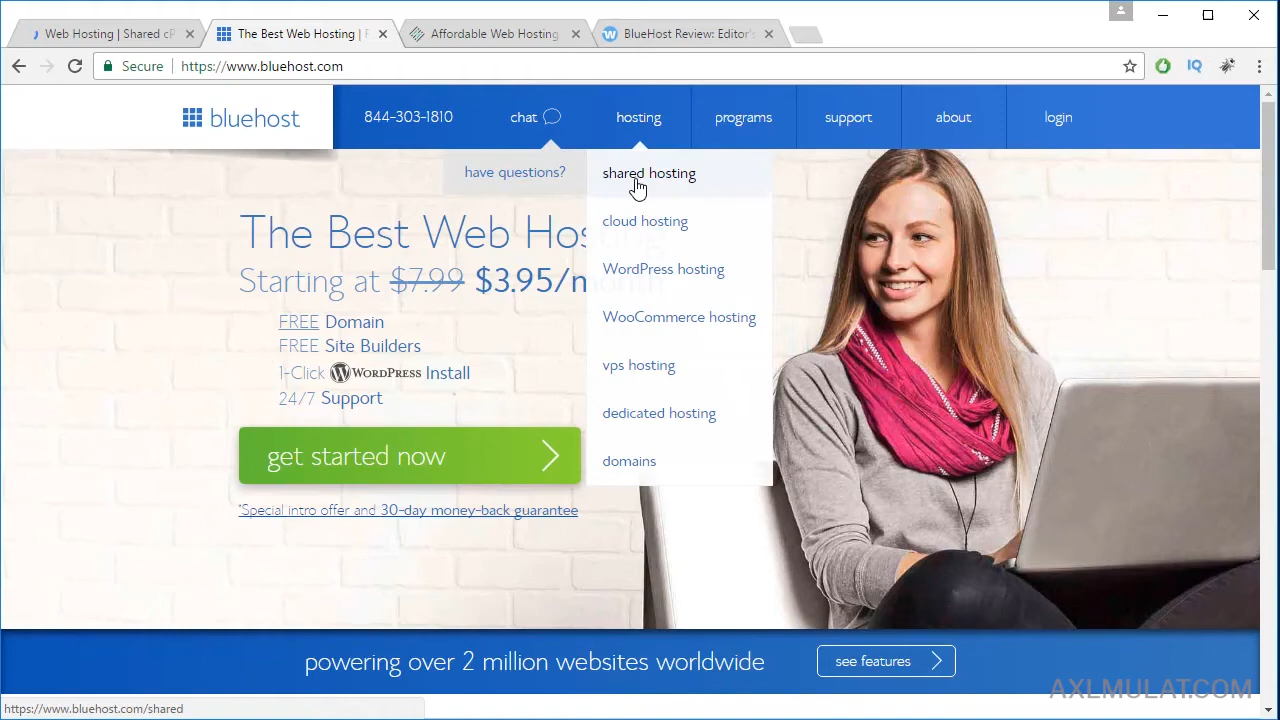 Web Hosting | Shared cP
The Best Web Hosting |
Affordable Web Hosting
BlueHost Review: Editor's
Secure
https://www.bluehost.com
IQ
bluehost
844-303-1810
chat
hosting
programs
support
about
login
have questions?
shared hosting
cloud hosting
WordPress hosting
WooCommerce hosting
vps hosting
dedicated hosting
domains
The Best Web Hosting
Starting at $7.99 $3.95/month
FREE Domain
FREE Site Builders
1-Click WORDPRESS Install
24/7 Support
get started now
*Special intro offer and 30-day money-back guarantee
powering over 2 million websites worldwide
see features
AXLMULAT.COM
https://www.bluehost.com/shared